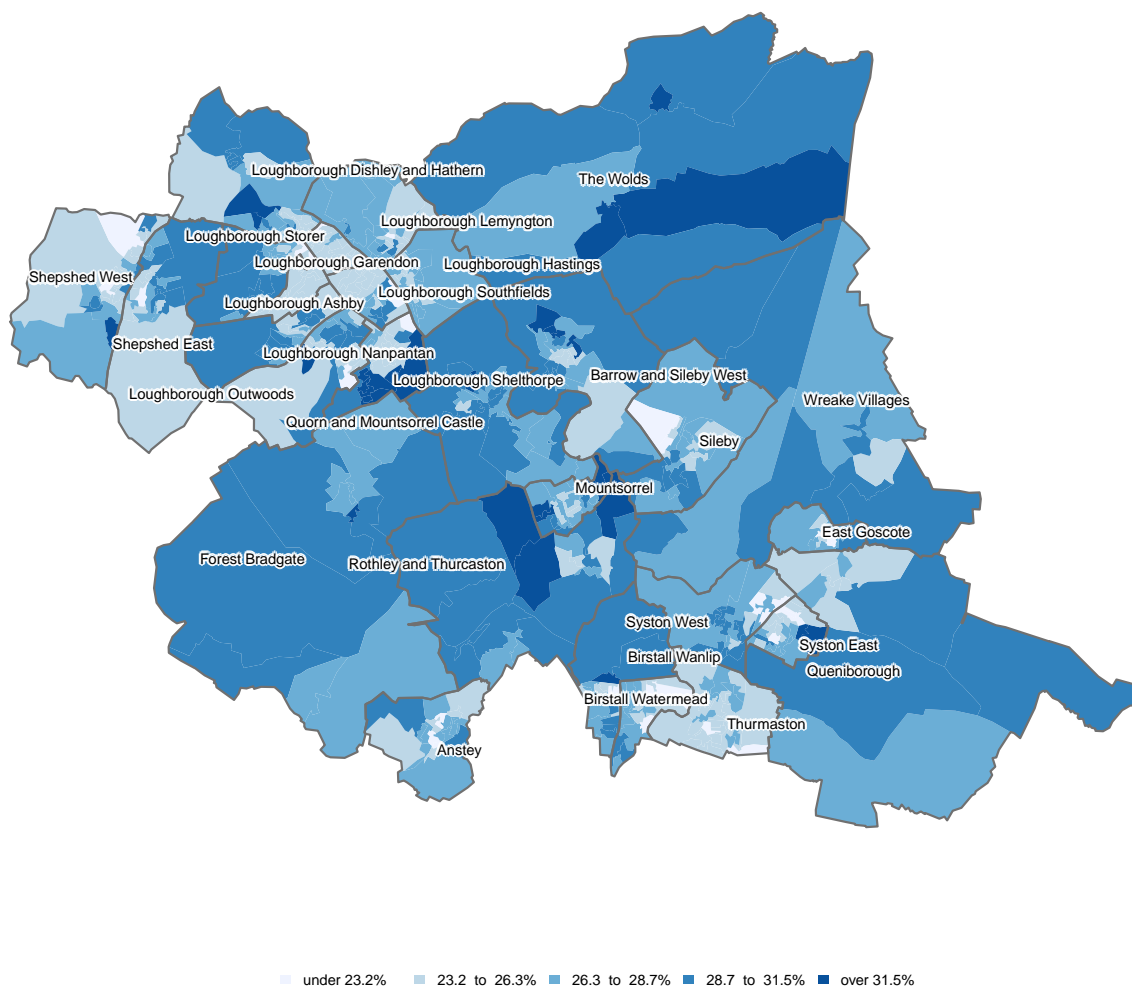 Loughborough Dishley and Hathern
The Wolds
Loughborough Lemyngton
Loughborough Storer
Loughborough Garendon
Loughborough Hastings
Shepshed West
Loughborough Southfields
Loughborough Ashby
Shepshed East
Loughborough Nanpantan
Barrow and Sileby West
Loughborough Shelthorpe
Loughborough Outwoods
Wreake Villages
Quorn and Mountsorrel Castle
Sileby
Mountsorrel
East Goscote
Forest Bradgate
Rothley and Thurcaston
Syston West
Syston East
Birstall Wanlip
Queniborough
Birstall Watermead
Thurmaston
Anstey
under 23.2% 23.2 to 26.3% 26.3 to 28.7% 28.7 to 31.5% over 31.5%